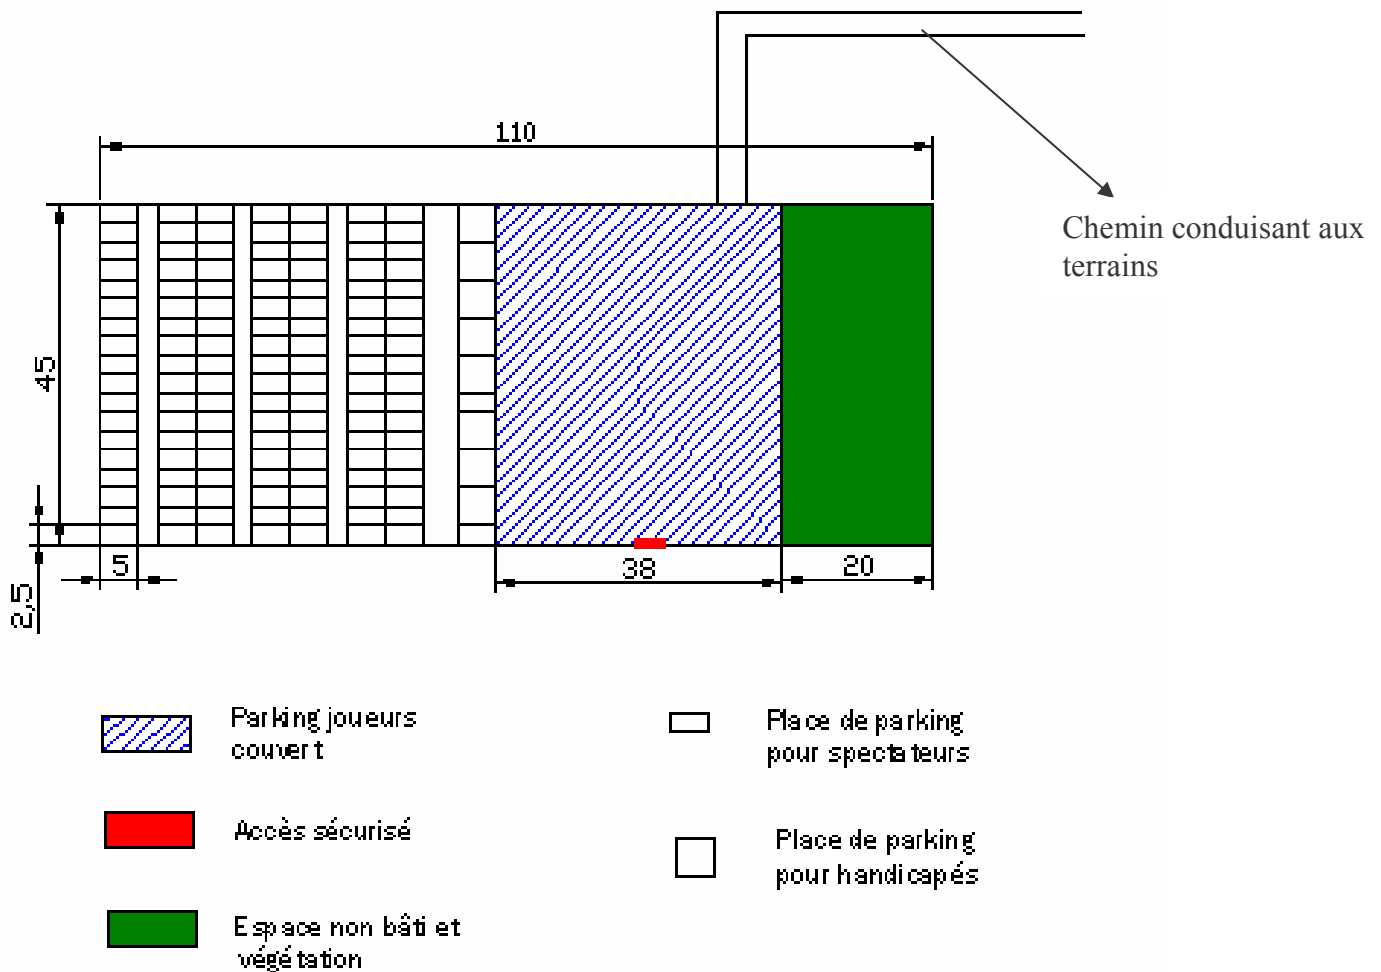 110
Chemin conduisant aux
terrains
45
5
38
20
2,5
Parking joueurs
couvert
Place de parking
pour spectateurs
Accès sécurisé
Place de parking
pour handicapés
Espace non bâti et
végétation